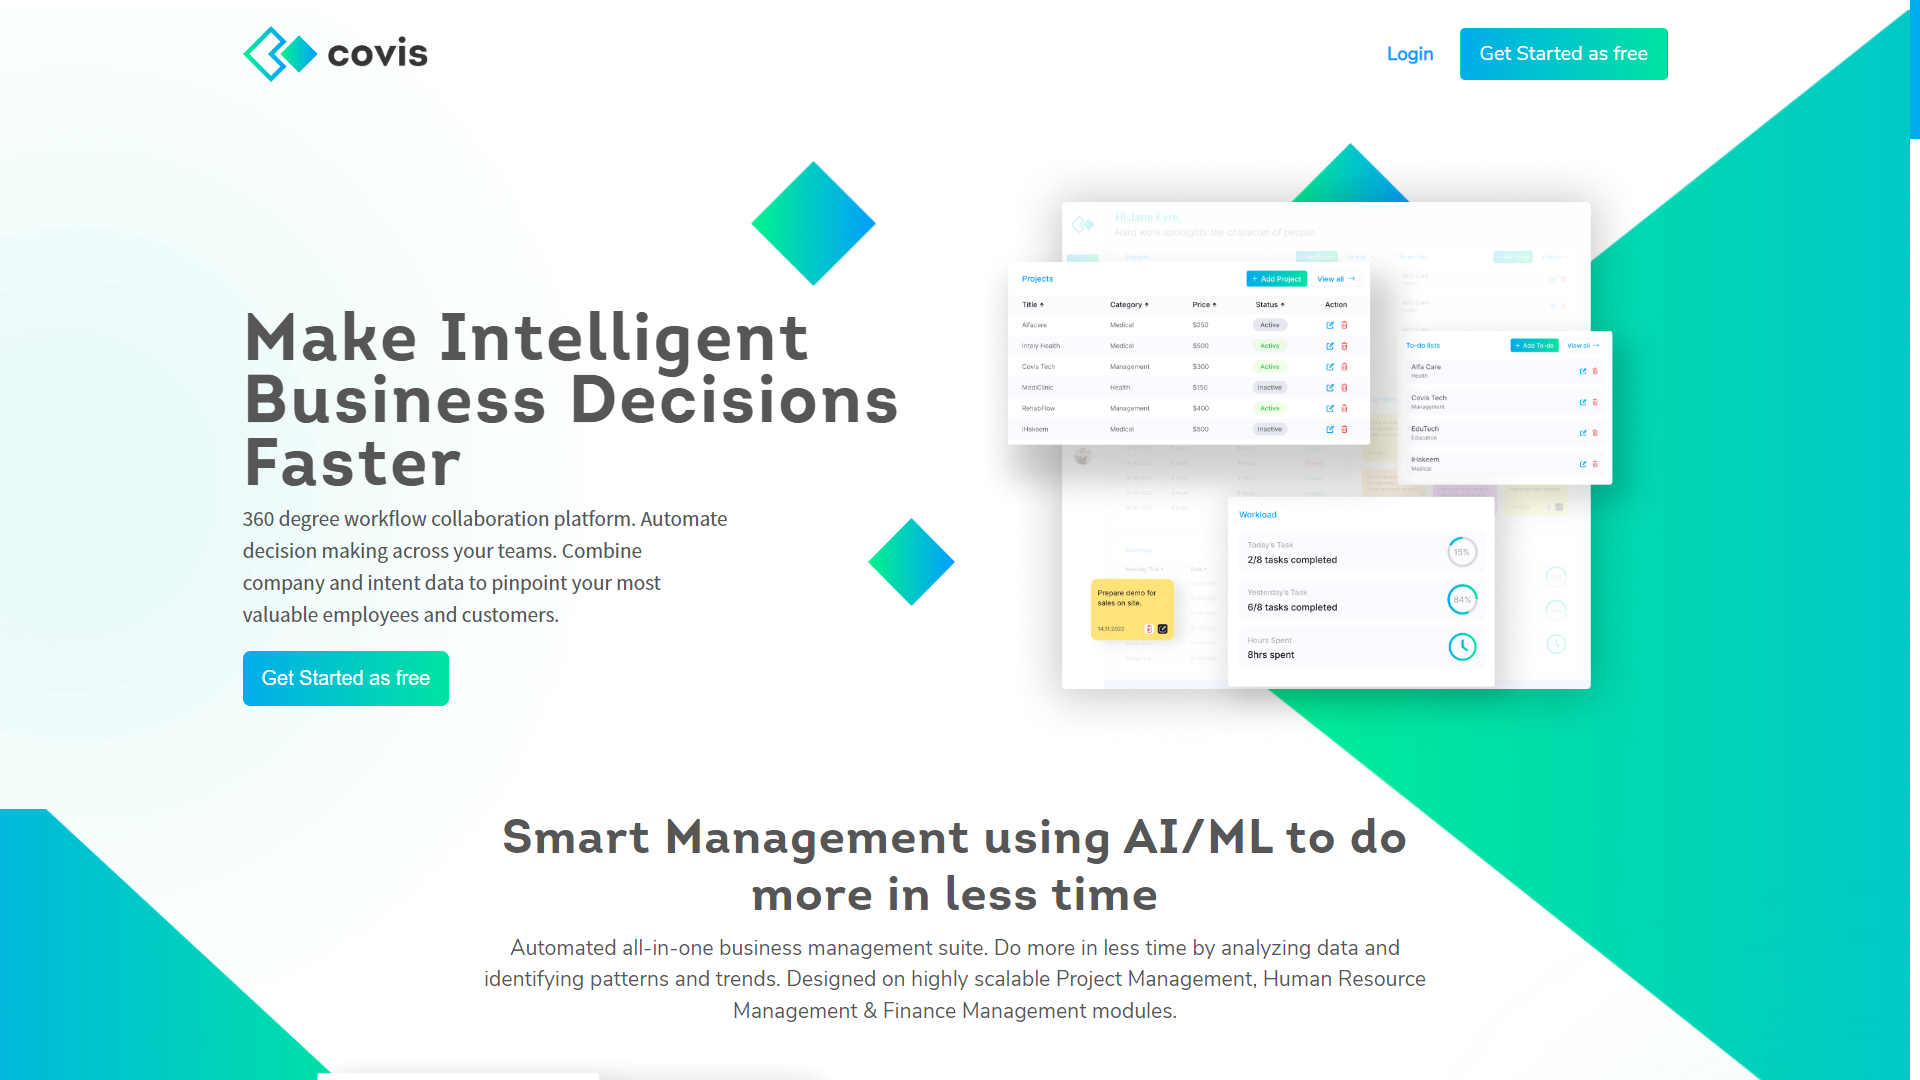 covis
Login
Get Started as free
Make Intelligent
Business Decisions
Faster
360 degree workflow collaboration platform. Automate
decision making across your teams. Combine
company and intent data to pinpoint your most
valuable employees and customers.
Get Started as free
Hi Jane Eyre,
Hard work spotlights the character of people.
Projects
+ Add Project View all →
Title Category Price Status Action
Alfacare Medical $250 Active
Intely Health Medical $500 Active
Covis Tech Management $300 Active
MediClinic Health $150 Inactive
RehabFlow Management $400 Active
iHakeem Medical $500 Inactive
To-do lists + Add To-do View all →
Alfa Care
Health
Covis Tech
Management
EduTech
Education
iHakeem
Medical
Workload
Today's Task
2/8 tasks completed
15%
Yesterday's Task
6/8 tasks completed
84%
Hours Spent
8hrs spent
Prepare demo for
sales on site.
14.11.2022
Smart Management using AI/ML to do
more in less time
Automated all-in-one business management suite. Do more in less time by analyzing data and
identifying patterns and trends. Designed on highly scalable Project Management, Human Resource
Management & Finance Management modules.